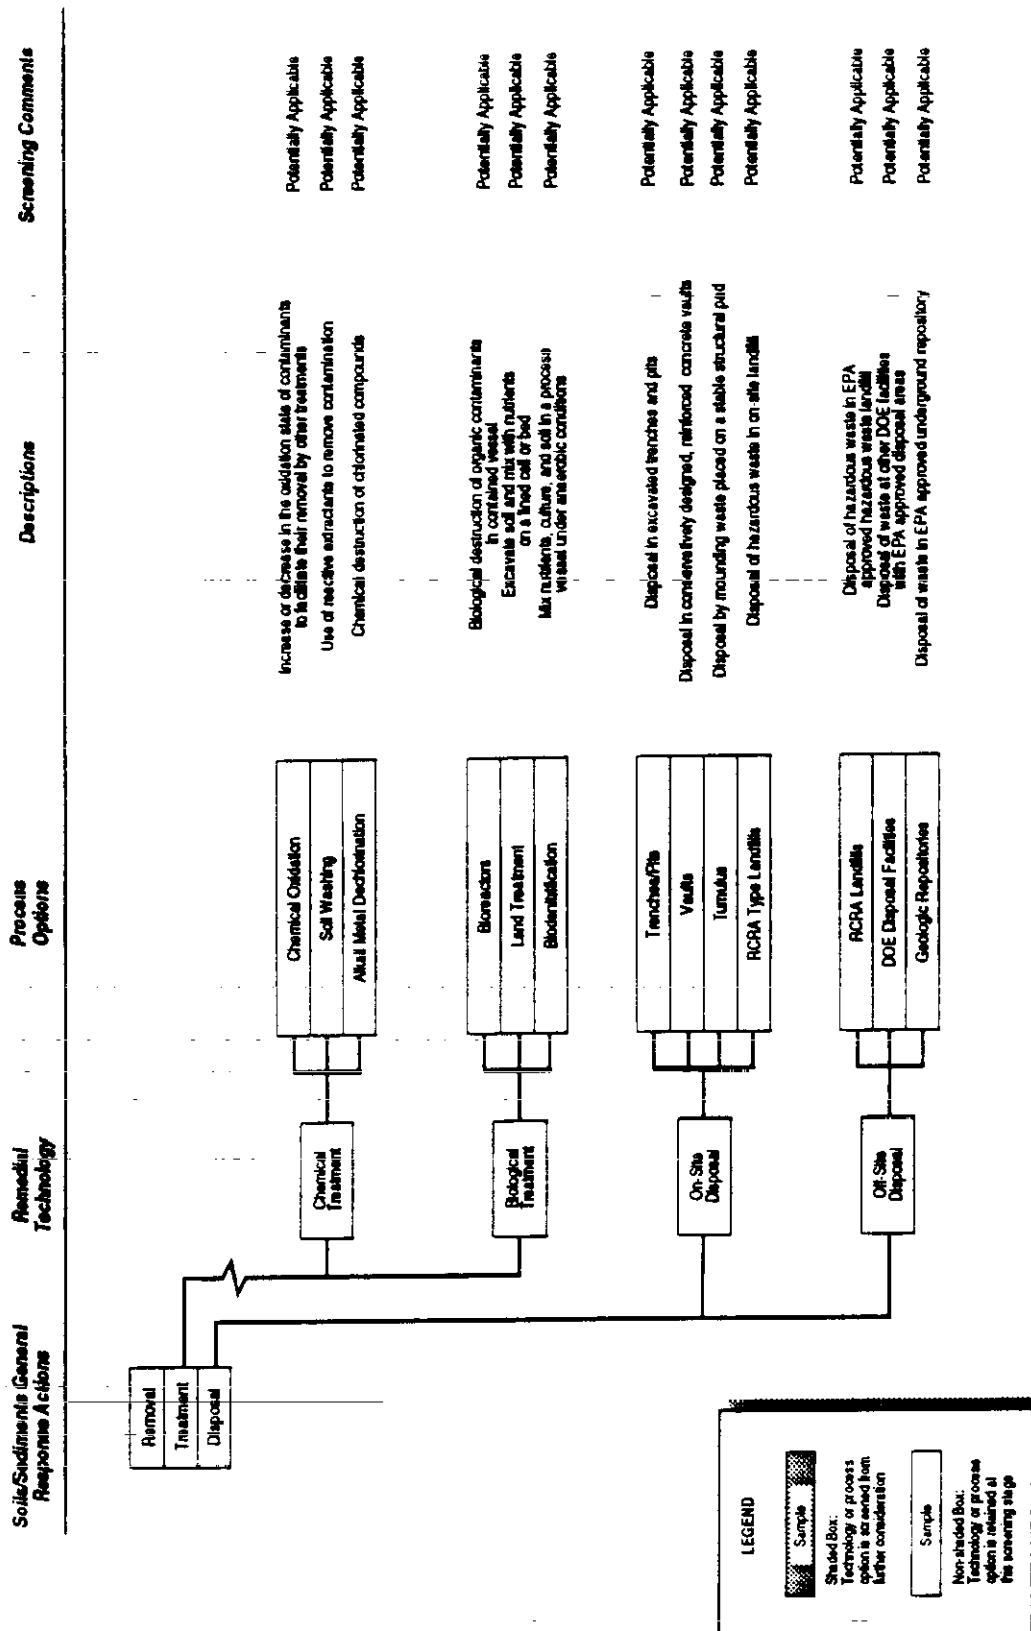 Soils/Sediments General
Response Actions
Remedial
Technology
Process
Options
Descriptions
Screening Comments
Removal
Treatment
Disposal
Chemical
Treatment
Chemical Oxidation
Increase or decrease in the oxidation state of contaminants
to facilitate their removal by other treatments
Potentially Applicable
Soil Washing
Use of reactive extractants to remove contamination
Potentially Applicable
Alkali Metal Dechlorination
Chemical destruction of chlorinated compounds
Potentially Applicable
Biological
Treatment
Bioreactors
Biological destruction of organic contaminants
in contained vessel
Potentially Applicable
Land Treatment
Excavate soil and mix with nutrients
on a lined cell or bed
Potentially Applicable
Biodenitrification
Mix nutrients, culture, and soil in a process
vessel under anaerobic conditions
Potentially Applicable
On-Site
Disposal
Trenches/Pits
Disposal in excavated trenches and pits
Potentially Applicable
Vaults
Disposal in conservatively designed, reinforced concrete vaults
Potentially Applicable
Tumulus
Disposal by mounding waste placed on a stable structural pad
Potentially Applicable
RCRA Type Landfills
Disposal of hazardous waste in on-site landfill
Potentially Applicable
Off-Site
Disposal
RCRA Landfills
Disposal of hazardous waste in EPA
approved hazardous waste landfill
Potentially Applicable
DOE Disposal Facilities
Disposal of waste at other DOE facilities
with EPA approved disposal areas
Potentially Applicable
Geologic Repositories
Disposal of waste in EPA approved underground repository
Potentially Applicable
LEGEND
Sample
Shaded Box:
Technology or process
option is screened from
further consideration
Sample
Non-shaded Box:
Technology or process
option is retained at
this screening stage